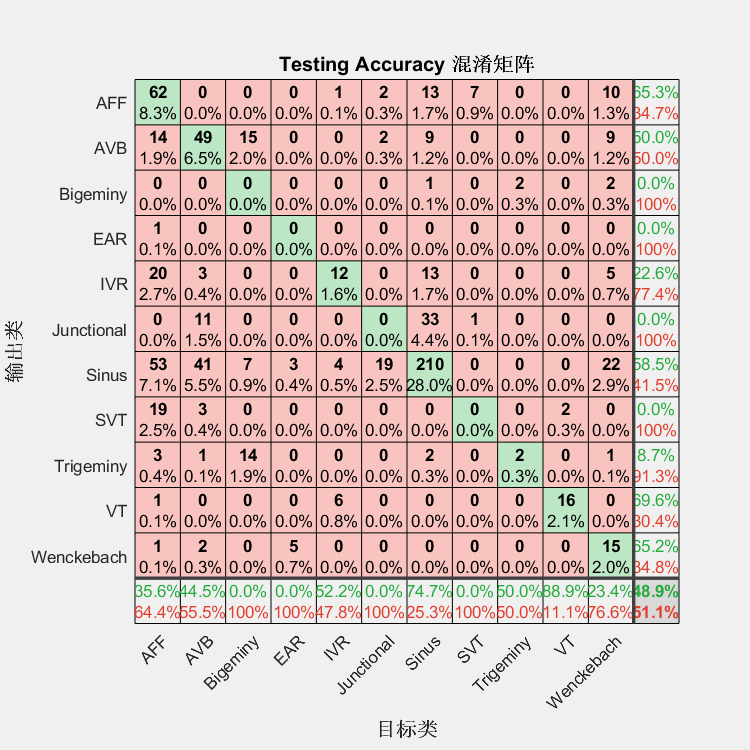 Testing Accuracy 混淆矩阵
AFF 62 0 0 0 1 2 13 7 0 0 10 65.3%
8.3% 0.0% 0.0% 0.0% 0.1% 0.3% 1.7% 0.9% 0.0% 0.0% 1.3% 34.7%
AVB 14 49 15 0 0 2 9 0 0 0 9 50.0%
1.9% 6.5% 2.0% 0.0% 0.0% 0.3% 1.2% 0.0% 0.0% 0.0% 1.2% 50.0%
Bigeminy 0 0 0 0 0 0 1 0 2 0 2 0.0%
0.0% 0.0% 0.0% 0.0% 0.0% 0.0% 0.1% 0.0% 0.3% 0.0% 0.3% 100%
EAR 1 0 0 0 0 0 0 0 0 0 0 0.0%
0.1% 0.0% 0.0% 0.0% 0.0% 0.0% 0.0% 0.0% 0.0% 0.0% 0.0% 100%
IVR 20 3 0 0 12 0 13 0 0 0 5 22.6%
2.7% 0.4% 0.0% 0.0% 1.6% 0.0% 1.7% 0.0% 0.0% 0.0% 0.7% 77.4%
Junctional 0 11 0 0 0 0 33 1 0 0 0 0.0%
0.0% 1.5% 0.0% 0.0% 0.0% 0.0% 4.4% 0.1% 0.0% 0.0% 0.0% 100%
Sinus 53 41 7 3 4 19 210 0 0 0 22 58.5%
7.1% 5.5% 0.9% 0.4% 0.5% 2.5% 28.0% 0.0% 0.0% 0.0% 2.9% 41.5%
SVT 19 3 0 0 0 0 0 0 0 2 0 0.0%
2.5% 0.4% 0.0% 0.0% 0.0% 0.0% 0.0% 0.0% 0.0% 0.3% 0.0% 100%
Trigeminy 3 1 14 0 0 0 2 0 2 0 1 8.7%
0.4% 0.1% 1.9% 0.0% 0.0% 0.0% 0.3% 0.0% 0.3% 0.0% 0.1% 91.3%
VT 1 0 0 0 6 0 0 0 0 16 0 69.6%
0.1% 0.0% 0.0% 0.0% 0.8% 0.0% 0.0% 0.0% 0.0% 2.1% 0.0% 30.4%
Wenckebach 1 2 0 5 0 0 0 0 0 0 15 65.2%
0.1% 0.3% 0.0% 0.7% 0.0% 0.0% 0.0% 0.0% 0.0% 0.0% 2.0% 34.8%
35.6% 44.5% 0.0% 0.0% 52.2% 0.0% 74.7% 0.0% 50.0% 88.9% 23.4% 48.9%
64.4% 55.5% 100% 100% 47.8% 100% 25.3% 100% 50.0% 11.1% 76.6% 51.1%
AFF AVB Bigeminy EAR IVR Junctional Sinus SVT Trigeminy VT Wenckebach
目标类
输出类